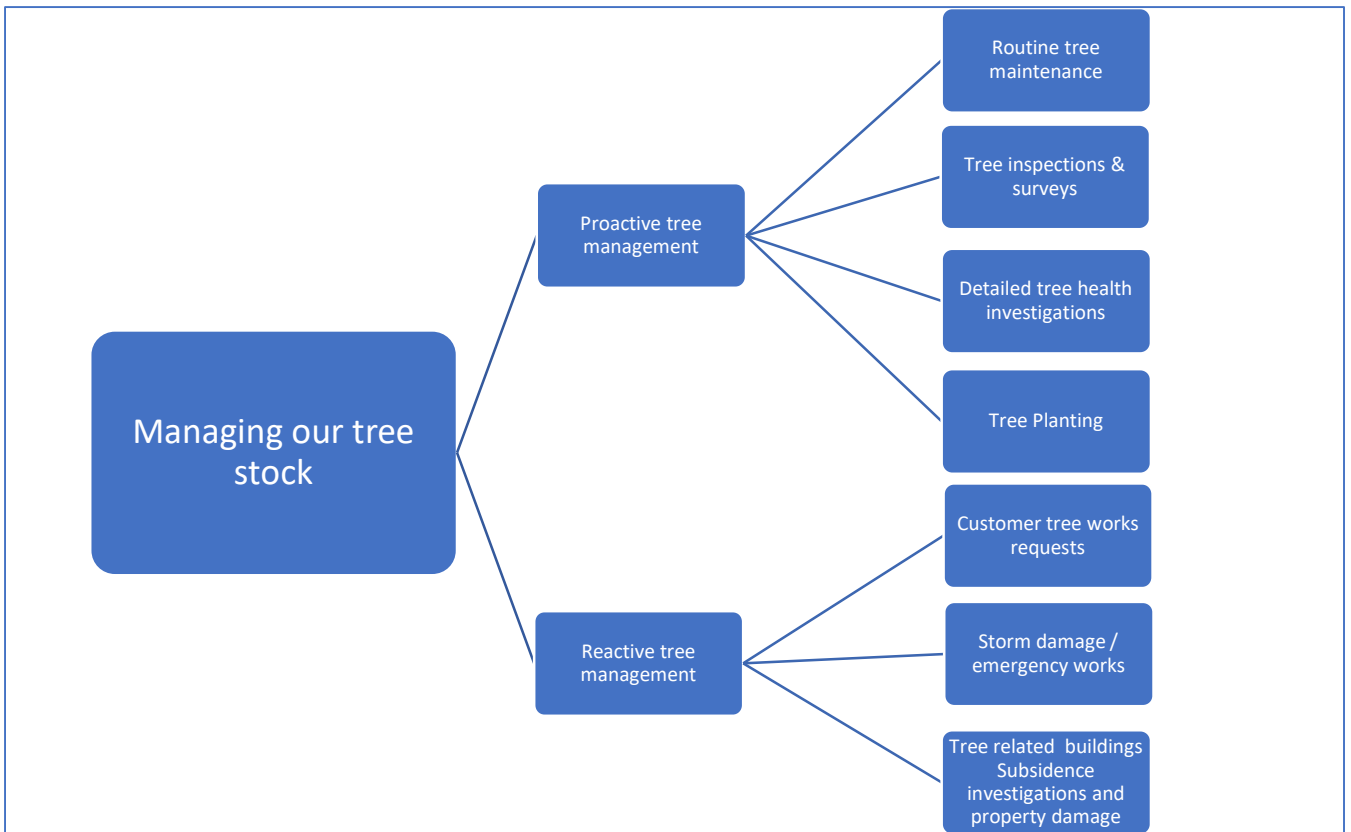 Managing our tree
stock
Proactive tree
management
Routine tree
maintenance
Tree inspections &
surveys
Detailed tree health
investigations
Tree Planting
Reactive tree
management
Customer tree works
requests
Storm damage /
emergency works
Tree related buildings
Subsidence
investigations and
property damage